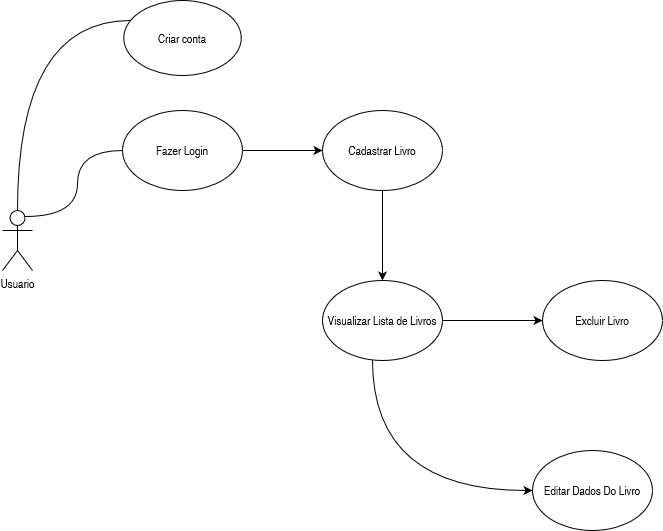 Criar conta
Fazer Login
Cadastrar Livro
Usuario
Visualizar Lista de Livros
Excluir Livro
Editar Dados Do Livro